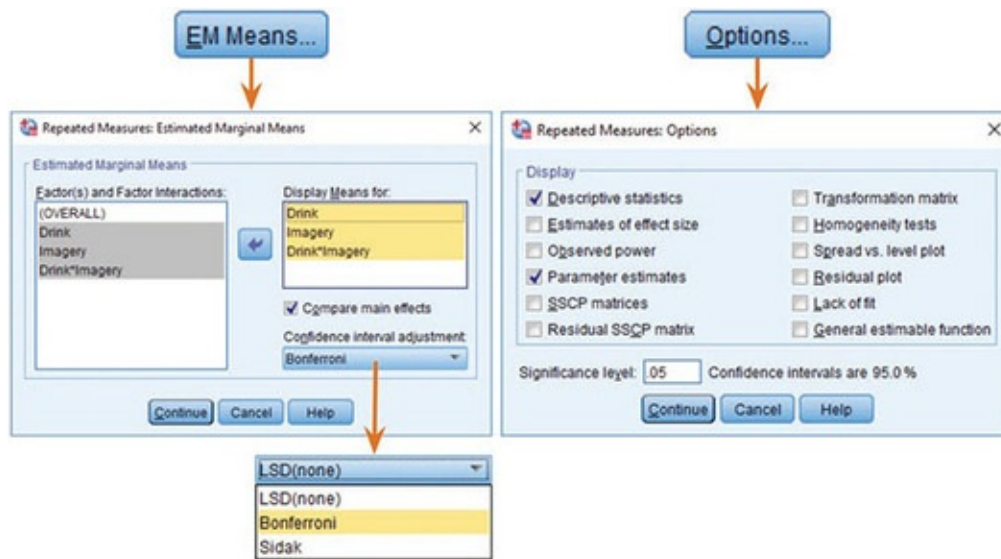 EM Means...
Options...
Repeated Measures: Estimated Marginal Means
Estimated Marginal Means
Factor(s) and Factor Interactions:
(OVERALL)
Drink
Imagery
Drink*Imagery
Display Means for:
Drink
Imagery
Drink*Imagery
Compare main effects
Confidence interval adjustment:
Bonferroni
Continue Cancel Help
LSD(none)
LSD(none)
Bonferroni
Sidak
Repeated Measures: Options
Display
Descriptive statistics
Estimates of effect size
Observed power
Parameter estimates
SSCP matrices
Residual SSCP matrix
Transformation matrix
Homogeneity tests
Spread vs. level plot
Residual plot
Lack of fit
General estimable function
Significance level: .05 Confidence intervals are 95.0 %
Continue Cancel Help